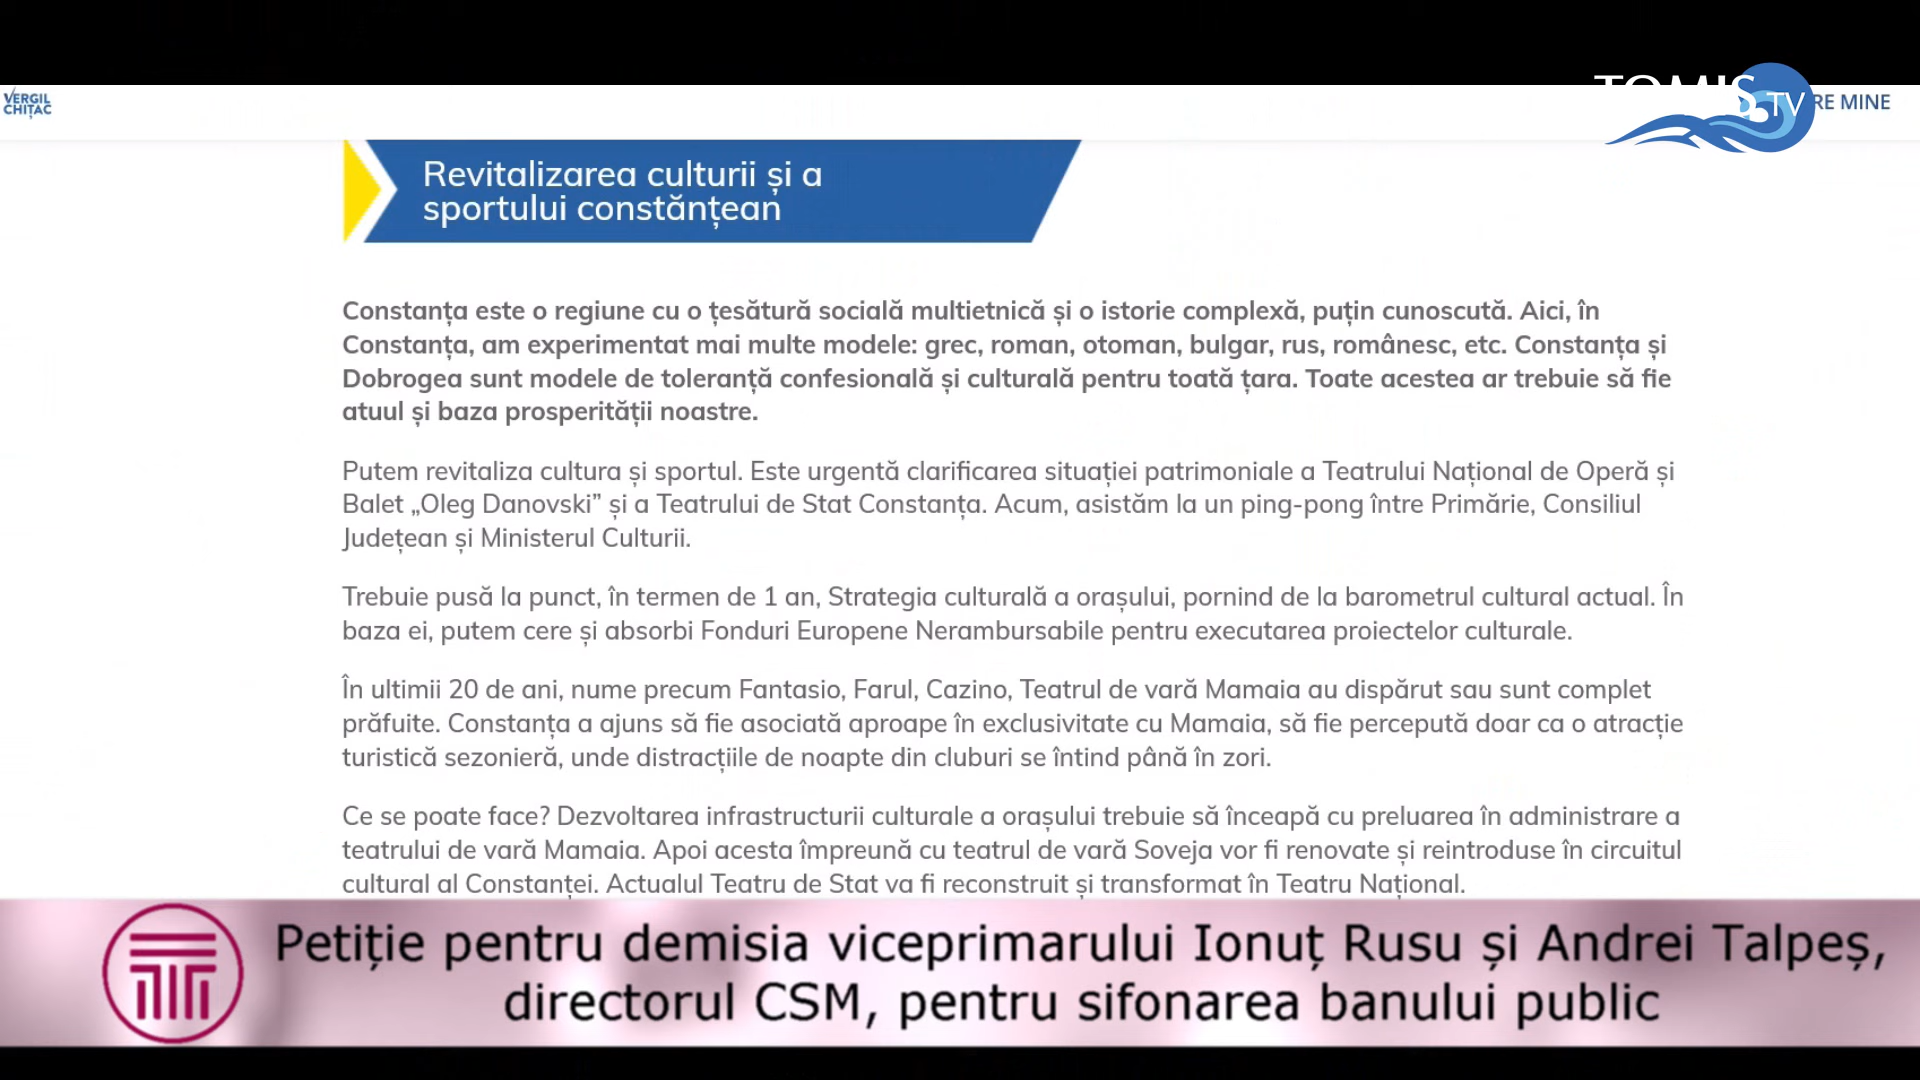 TOMIS TV
VERGIL
CHIȚAC
RE MINE
Revitalizarea culturii și a
sportului constănțean
Constanța este o regiune cu o țesătură socială multietnică și o istorie complexă, puțin cunoscută. Aici, în
Constanța, am experimentat mai multe modele: grec, roman, otoman, bulgar, rus, românesc, etc. Constanța și
Dobrogea sunt modele de toleranță confesională și culturală pentru toată țara. Toate acestea ar trebuie să fie
atuul și baza prosperității noastre.
Putem revitaliza cultura și sportul. Este urgentă clarificarea situației patrimoniale a Teatrului Național de Operă și
Balet „Oleg Danovski” și a Teatrului de Stat Constanța. Acum, asistăm la un ping-pong între Primărie, Consiliul
Județean și Ministerul Culturii.
Trebuie pusă la punct, în termen de 1 an, Strategia culturală a orașului, pornind de la barometrul cultural actual. În
baza ei, putem cere și absorbi Fonduri Europene Nerambursabile pentru executarea proiectelor culturale.
În ultimii 20 de ani, nume precum Fantasio, Farul, Cazino, Teatrul de vară Mamaia au dispărut sau sunt complet
prăfuite. Constanța a ajuns să fie asociată aproape în exclusivitate cu Mamaia, să fie percepută doar ca o atracție
turistică sezonieră, unde distracțiile de noapte din cluburi se întind până în zori.
Ce se poate face? Dezvoltarea infrastructurii culturale a orașului trebuie să înceapă cu preluarea în administrare a
teatrului de vară Mamaia. Apoi acesta împreună cu teatrul de vară Soveja vor fi renovate și reintroduse în circuitul
cultural al Constanței. Actualul Teatru de Stat va fi reconstruit și transformat în Teatru Național.
Petiție pentru demisia viceprimarului Ionuț Rusu și Andrei Talpeș,
directorul CSM, pentru sifonarea banului public